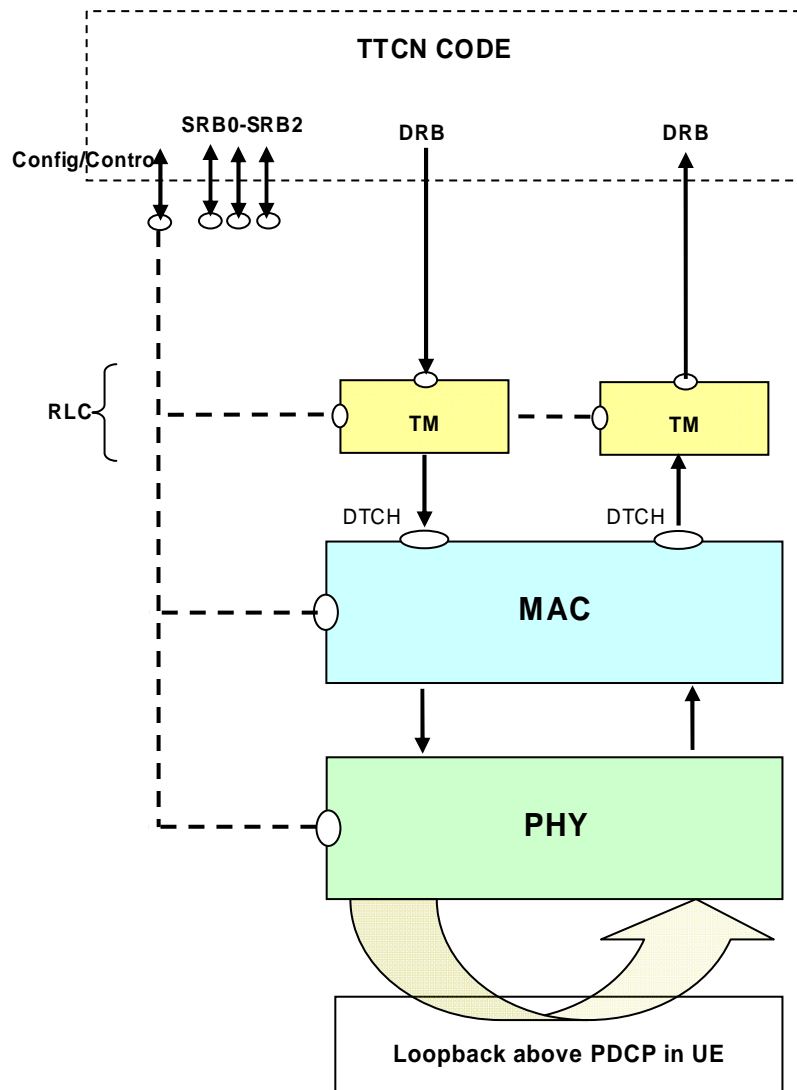 TTCN CODE
SRB0-SRB2
DRB
DRB
Config/Contro
RLC
TM
TM
DTCH
DTCH
MAC
PHY
Loopback above PDCP in UE